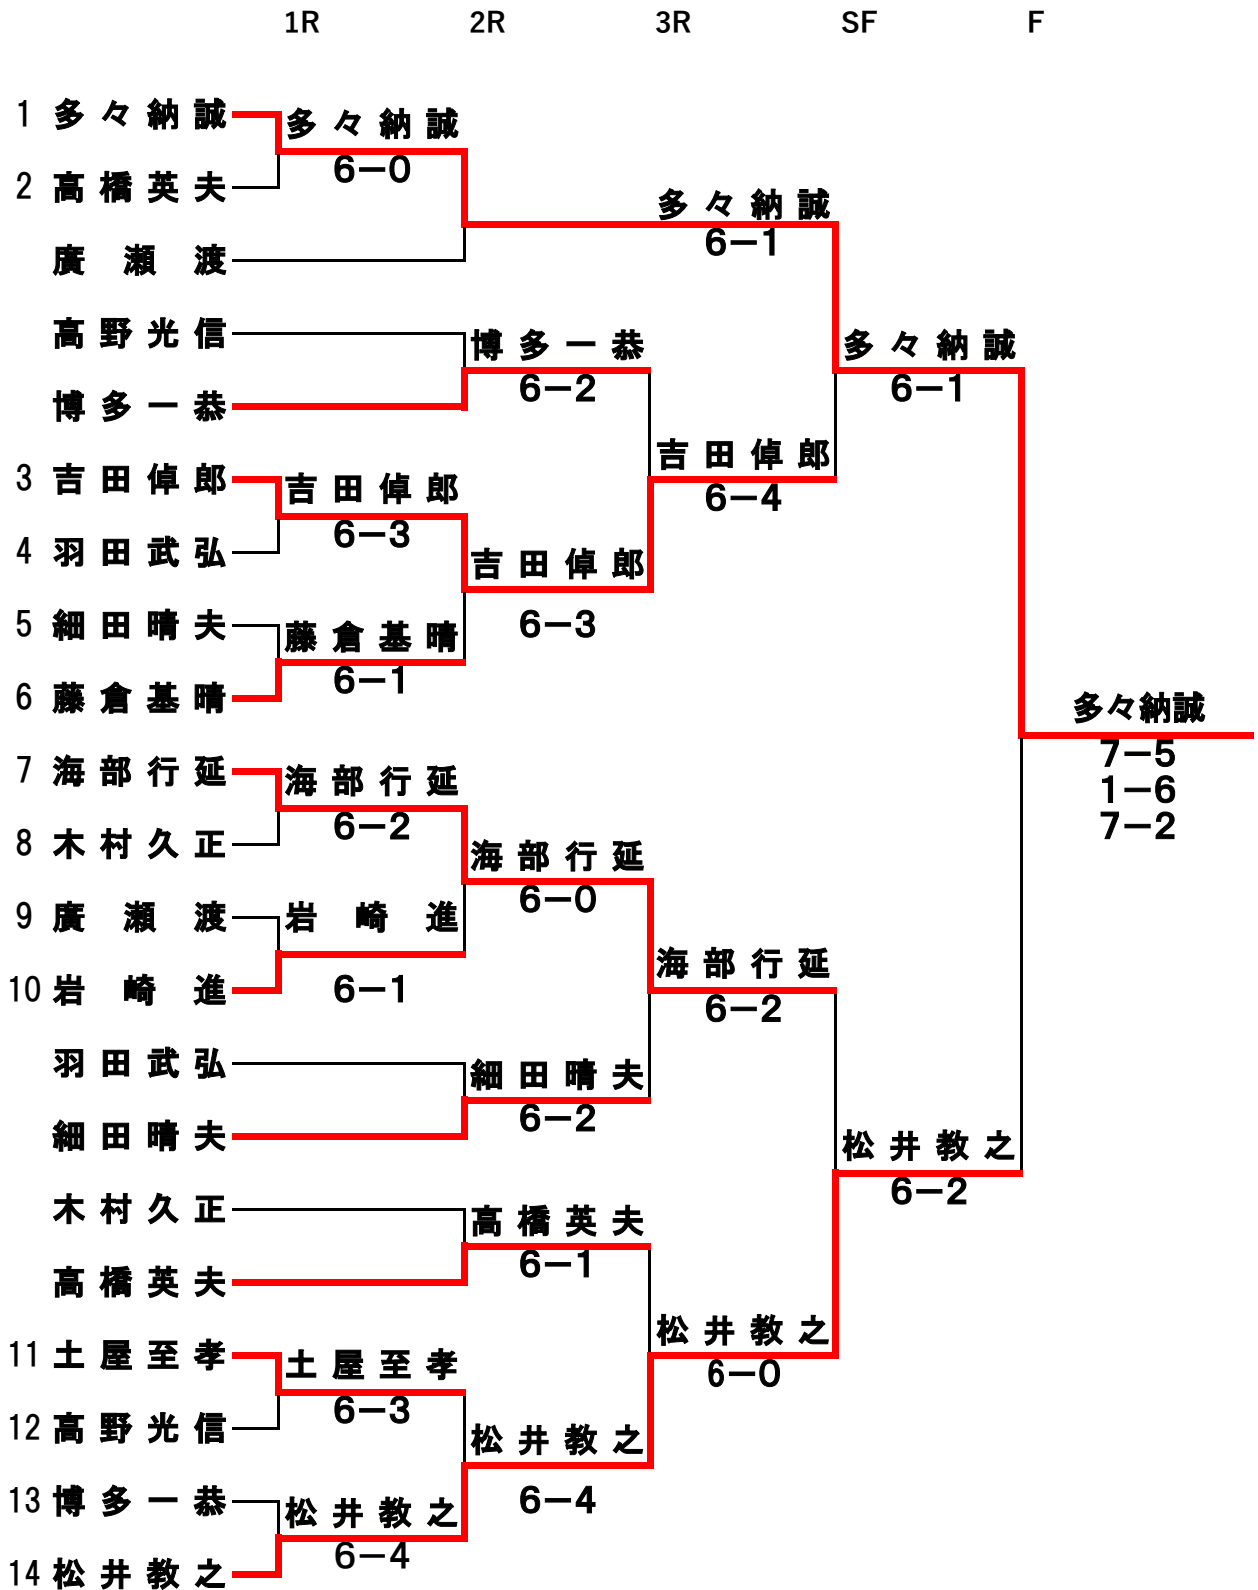 1R 2R 3R SF F
1 多々納誠
多々納誠
6－0
2 高橋英夫
多々納誠
6－1
廣瀬渡
高野光信
博多一恭
6－2
多々納誠
6－1
博多一恭
吉田倬郎
6－4
3 吉田倬郎
吉田倬郎
6－3
4 羽田武弘
吉田倬郎
6－3
5 細田晴夫
藤倉基晴
6－1
6 藤倉基晴
多々納誠
7－5
1－6
7－2
7 海部行延
海部行延
6－2
8 木村久正
海部行延
6－0
9 廣瀬渡
岩崎進
6－1
10 岩崎進
海部行延
6－2
羽田武弘
細田晴夫
6－2
細田晴夫
松井教之
6－2
木村久正
高橋英夫
6－1
高橋英夫
松井教之
6－0
11 土屋至孝
土屋至孝
6－3
12 高野光信
松井教之
6－4
13 博多一恭
松井教之
6－4
14 松井教之